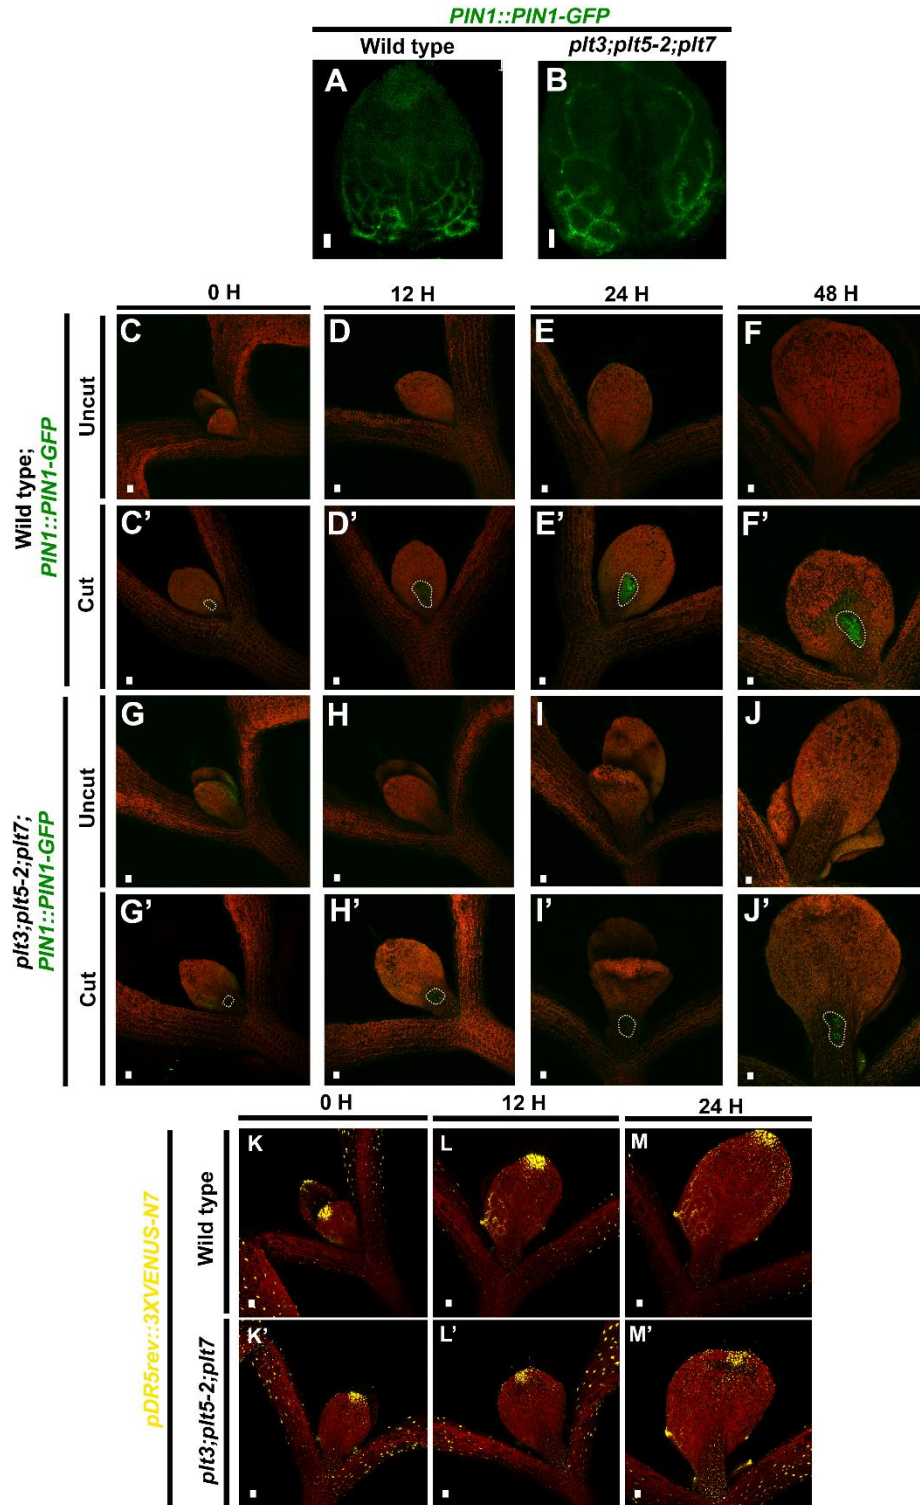 PIN1::PIN1-GFP
Wild type
plt3;plt5-2;plt7
A
B
0 H
12 H
24 H
48 H
Wild type;
PIN1::PIN1-GFP
Uncut
C
D
E
F
Cut
C’
D’
E’
F’
plt3;plt5-2;plt7;
PIN1::PIN1-GFP
Uncut
G
H
I
J
Cut
G’
H’
I’
J’
0 H
12 H
24 H
pDR5rev::3XVENUS-N7
Wild type
K
L
M
plt3;plt5-2;plt7
K’
L’
M’